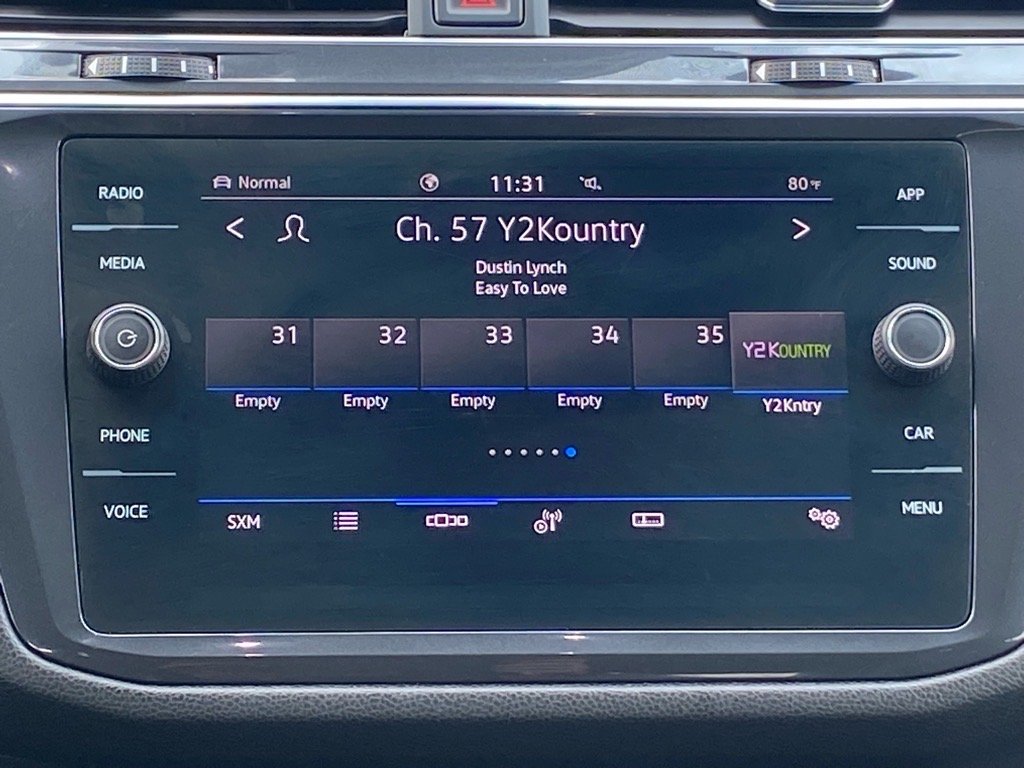 RADIO
MEDIA
PHONE
VOICE
Normal
11:31
80°F
< Ch. 57 Y2Kountry >
Dustin Lynch
Easy To Love
31 32 33 34 35 Y2KOUNTRY
Empty Empty Empty Empty Empty Y2Kntry
SXM
APP
SOUND
CAR
MENU